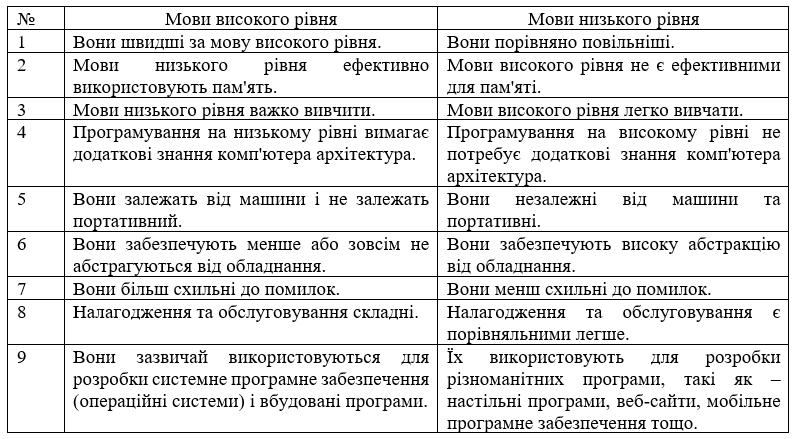 № Мови високого рівня Мови низького рівня
1 Вони швидші за мову високого рівня. Вони порівняно повільніші.
2 Мови низького рівня ефективно Мови високого рівня не є ефективними
використовують пам'ять. для пам'яті.
3 Мови низького рівня важко вивчити. Мови високого рівня легко вивчати.
4 Програмування на низькому рівні вимагає Програмування на високому рівні не
додаткові знання комп'ютера архітектура. потребує додаткові знання комп'ютера
архітектура.
5 Вони залежать від машини і не залежать Вони незалежні від машини та
портативний. портативні.
6 Вони забезпечують менше або зовсім не Вони забезпечують високу абстракцію
абстрагуються від обладнання. від обладнання.
7 Вони більш схильні до помилок. Вони менш схильні до помилок.
8 Налагодження та обслуговування складні. Налагодження та обслуговування є
порівняльними легше.
9 Вони зазвичай використовуються для Їх використовують для розробки
розробки системне програмне забезпечення різноманітних програми, такі як –
(операційні системи) і вбудовані програми. настільні програми, веб-сайти, мобільне
програмне забезпечення тощо.